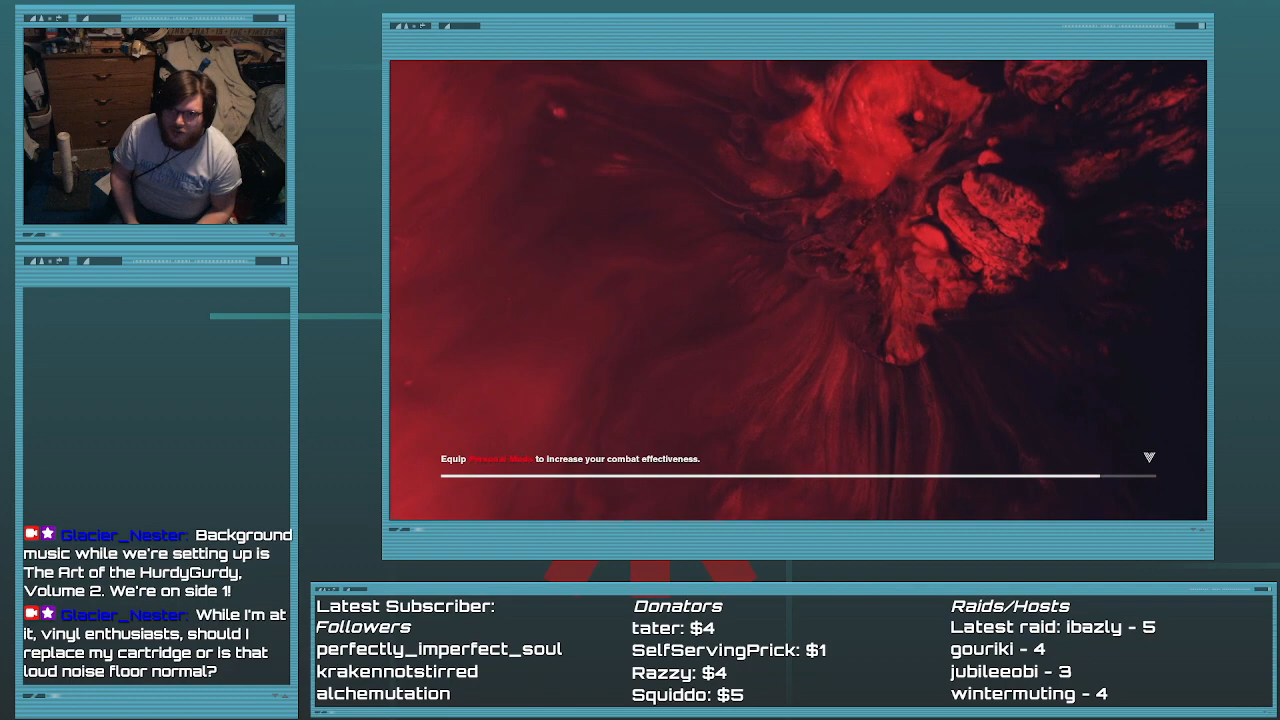 Equip to increase your combat effectiveness.
Glacier_Nester: Background
music while we're setting up is
The Art of the HurdyGurdy,
Volume 2. We're on side 1!
Glacier_Nester: While I'm at
it, vinyl enthusiasts, should I
replace my cartridge or is that
loud noise floor normal?
Latest Subscriber:
Followers
perfectly_imperfect_soul
krakennotstirred
alchemutation
Donators
tater: $4
SelfServingPrick: $1
Razzy: $4
Squiddo: $5
Raids/Hosts
Latest raid: ibazly - 5
gouriki - 4
jubileobi - 3
wintermuting - 4